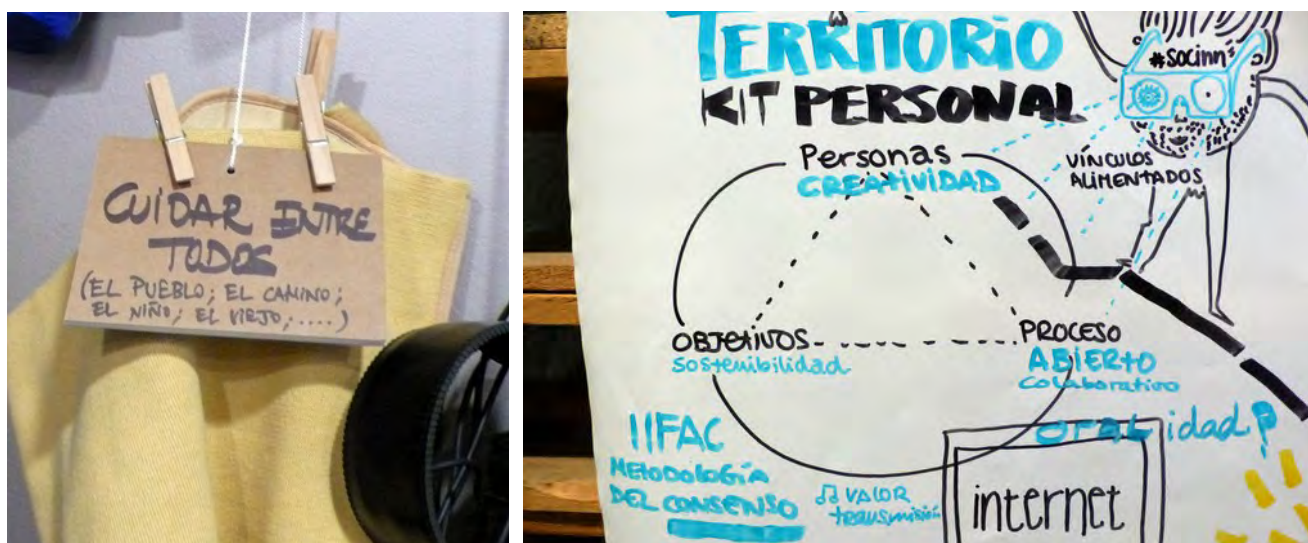 CUIDAR ENTRE
TODOS
(EL PUEBLO; EL CAMINO;
EL NIÑO; EL VIEJO;.....)
TERRITORIO
KIT PERSONAL
#socinn
Personas
CREATIVIDAD
VÍNCULOS
ALIMENTADOS
OBJETIVOS
Sostenibilidad
PROCESO
ABIERTO
Colaborativo
IIFAC
METODOLOGÍA
DEL CONSENSO
VALOR
transmisión
oralidad?
internet